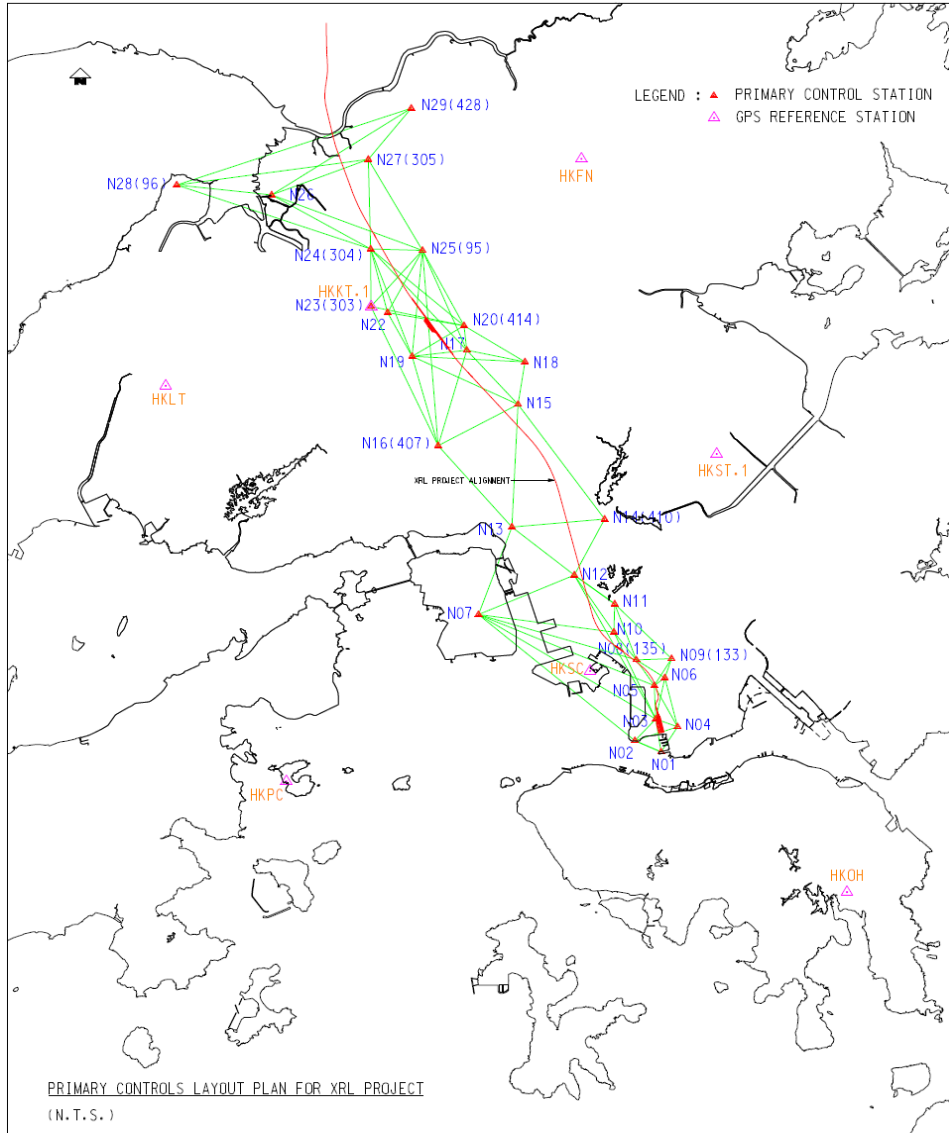 N
N29(428)
LEGEND : PRIMARY CONTROL STATION
GPS REFERENCE STATION
N27(305)
HKFN
N28(96)
N26
N24(304)
N25(95)
HKKT.1
N23(303)
N22
N20(414)
N17
N19
N18
HKLT
N15
N16(407)
HKST.1
XRL PROJECT ALIGNMENT
N14(410)
N13
N12
N11
N07
N10
N08(135)
N09(133)
HKSC
N06
N05
N03
N04
N02
N01
HKPC
HKOH
PRIMARY CONTROLS LAYOUT PLAN FOR XRL PROJECT
(N.T.S.)